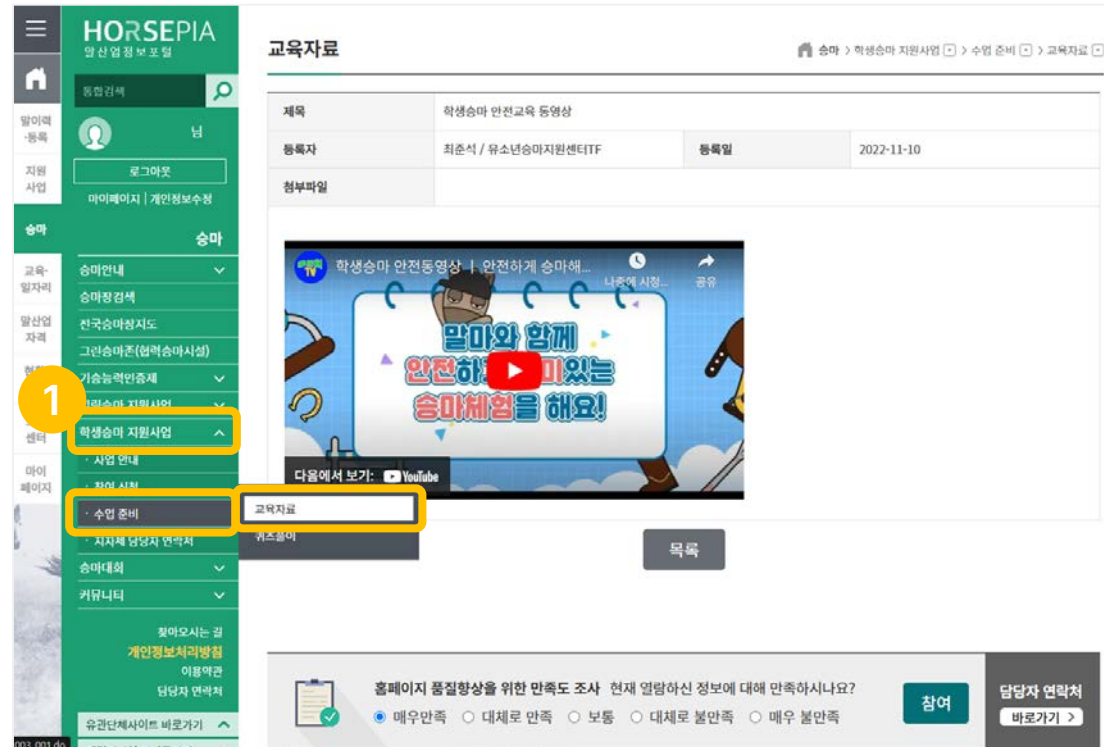 HORSEPIA
말산업정보포털
통합검색
님
로그아웃
마이페이지 | 개인정보수정
말이력
·등록
지원
사업
승마
교육·
일자리
말산업
자격
센터
마이
페이지
승마
승마안내
승마장검색
전국승마장지도
그린승마존(협력승마시설)
기승능력인증제
1
학생승마 지원사업
· 사업 안내
· 참여 신청
· 수업 준비
교육자료
퀴즈풀이
· 지자체 담당자 연락처
승마대회
커뮤니티
찾아오시는 길
개인정보처리방침
이용약관
담당자 연락처
유관단체사이트 바로가기
003_001.do
교육자료
승마 > 학생승마 지원사업 > 수업 준비 > 교육자료
제목 학생승마 안전교육 동영상
등록자 최준석 / 유소년승마지원센터TF 등록일 2022-11-10
첨부파일
학생승마 안전동영상 | 안전하게 승마해...
나중에 시청...
공유
말마와 함께
안전하 미있는
승마체험을 해요!
다음에서 보기: YouTube
목록
홈페이지 품질향상을 위한 만족도 조사 현재 열람하신 정보에 대해 만족하시나요?
매우만족 대체로 만족 보통 대체로 불만족 매우 불만족
참여
담당자 연락처
바로가기 >